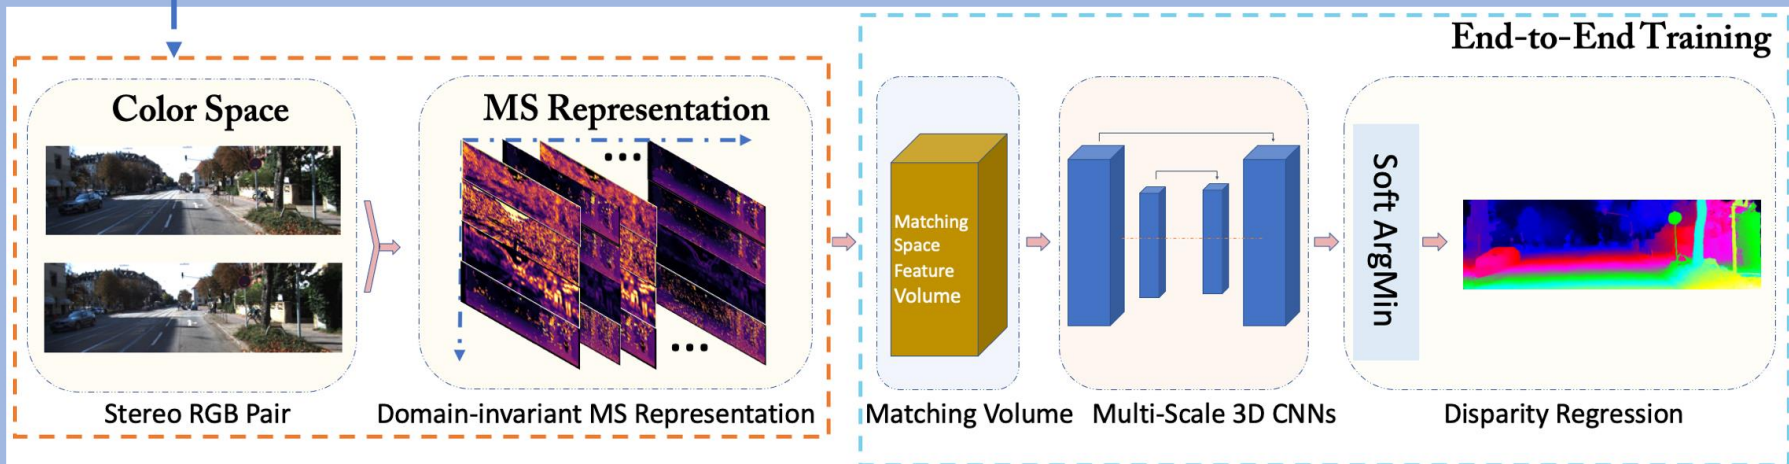 End-to-End Training
Color Space
MS Representation
...
...
Matching
Space
Feature
Volume
Soft ArgMin
Stereo RGB Pair
Domain-invariant MS Representation
Matching Volume
Multi-Scale 3D CNNs
Disparity Regression